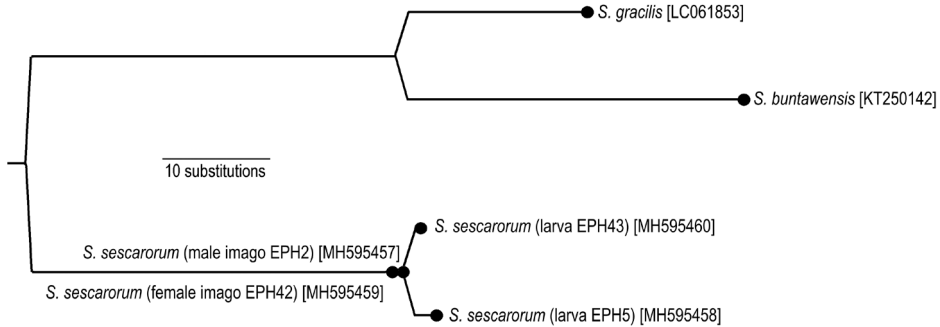 S. gracilis [LC061853]
S. buntawensis [KT250142]
10 substitutions
S. sescarorum (larva EPH43) [MH595460]
S. sescarorum (male imago EPH2) [MH595457]
S. sescarorum (female imago EPH42) [MH595459]
S. sescarorum (larva EPH5) [MH595458]